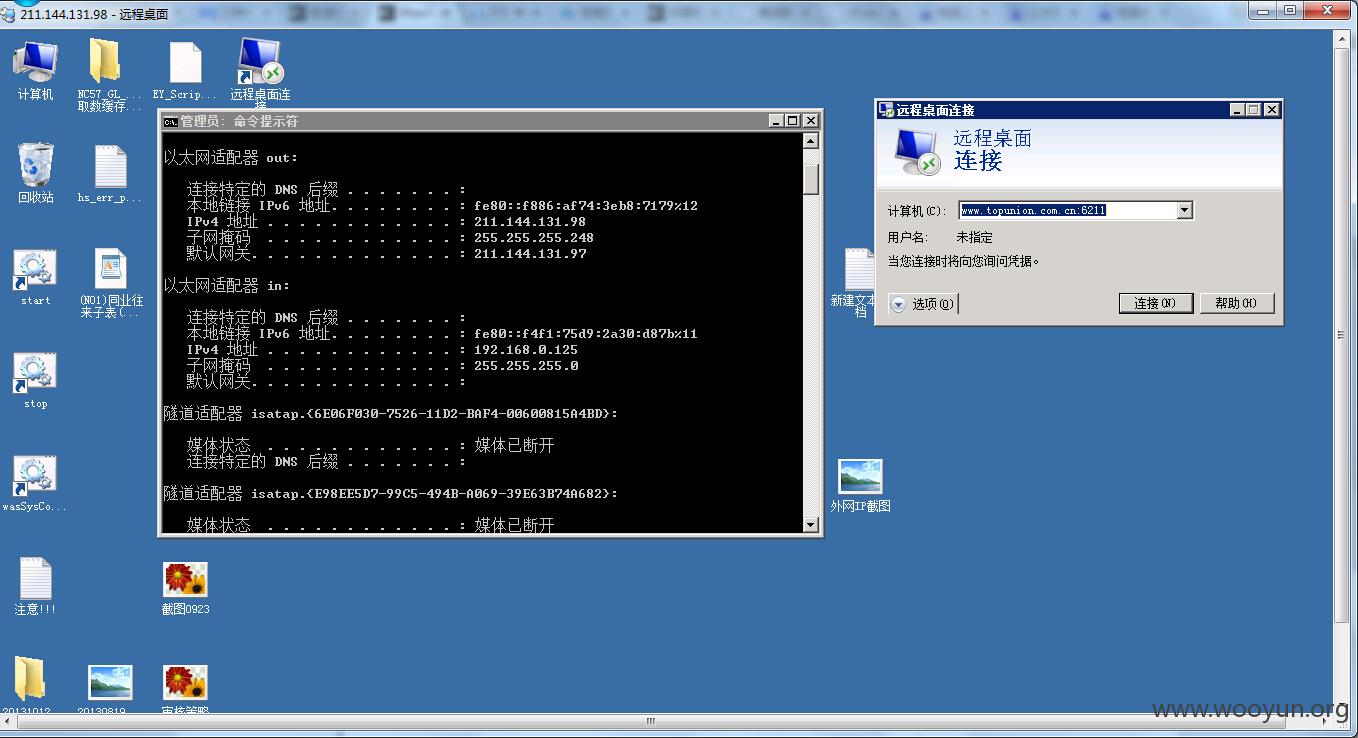 211.144.131.98 - 远程桌面
计算机
NC57_GL_...
取数缓存...
EY_Scrip...
远程桌面连
接
回收站
hs_err_p...
start
(NO1)同业往
来子表(...
stop
wasSysCo...
注意!!!
截图0923
20131012
20130819
审核策略
管理员: 命令提示符
以太网适配器 out:
连接特定的 DNS 后缀 . . . . . . . :
本地链接 IPv6 地址. . . . . . . . : fe80::f886:af74:3eb8:7179%12
IPv4 地址 . . . . . . . . . . . . : 211.144.131.98
子网掩码 . . . . . . . . . . . . : 255.255.255.248
默认网关. . . . . . . . . . . . . : 211.144.131.97
以太网适配器 in:
连接特定的 DNS 后缀 . . . . . . . :
本地链接 IPv6 地址. . . . . . . . : fe80::f4f1:75d9:2a30:d87b%11
IPv4 地址 . . . . . . . . . . . . : 192.168.0.125
子网掩码 . . . . . . . . . . . . : 255.255.255.0
默认网关. . . . . . . . . . . . . :
隧道适配器 isatap.{6E06F030-7526-11D2-BAF4-00600815A4BD}:
媒体状态 . . . . . . . . . . . . : 媒体已断开
连接特定的 DNS 后缀 . . . . . . . :
隧道适配器 isatap.{E98EE5D7-99C5-494B-A069-39E63B74A682}:
媒体状态 . . . . . . . . . . . . : 媒体已断开
新建文本
档
外网IP截图
远程桌面连接
远程桌面
连接
计算机(C): www.topunion.com.cn:6211
用户名: 未指定
当您连接时将向您询问凭据。
选项(O)
连接(N)
帮助(H)
www.wooyun.org